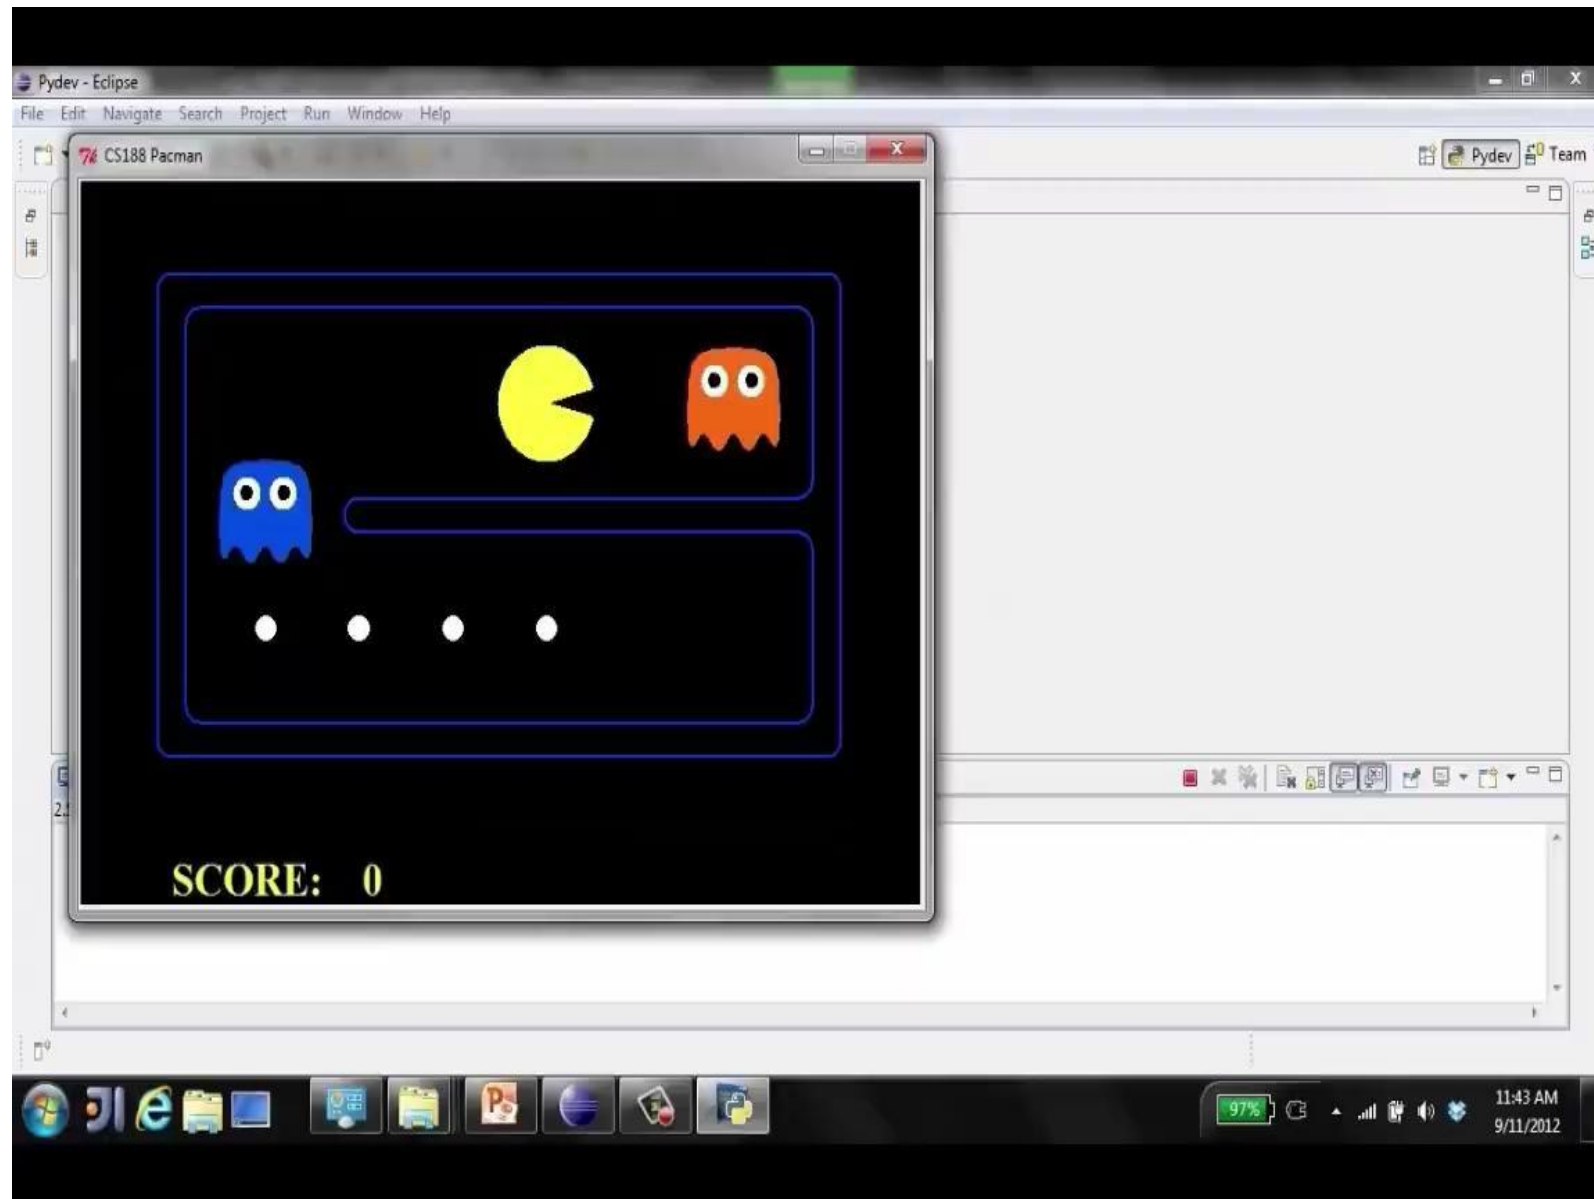 Pydev - Eclipse
File Edit Navigate Search Project Run Window Help
CS188 Pacman
Pydev Team
SCORE: 0
97%
11:43 AM
9/11/2012